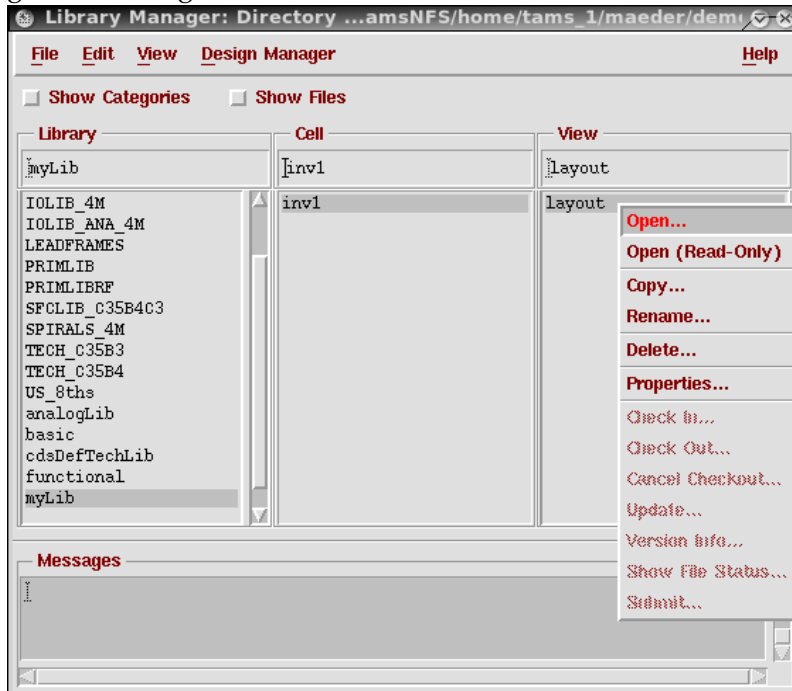 Library Manager: Directory ...amsNFS/home/tams_1/maeder/demo
File Edit View Design Manager Help
Show Categories Show Files
Library Cell View
myLib inv1 layout
IOLIB_4M inv1 layout
IOLIB_ANA_4M
LEADFRAMES
PRIMLIB
PRIMLIBRF
SFCLIB_C35B4C3
SPIRALS_4M
TECH_C35B3
TECH_C35B4
US_8ths
analogLib
basic
cdsDefTechLib
functional
myLib
Open...
Open (Read-Only)
Copy...
Rename...
Delete...
Properties...
Check In...
Check Out...
Cancel Checkout...
Update...
Version Info...
Show File Status...
Submit...
Messages